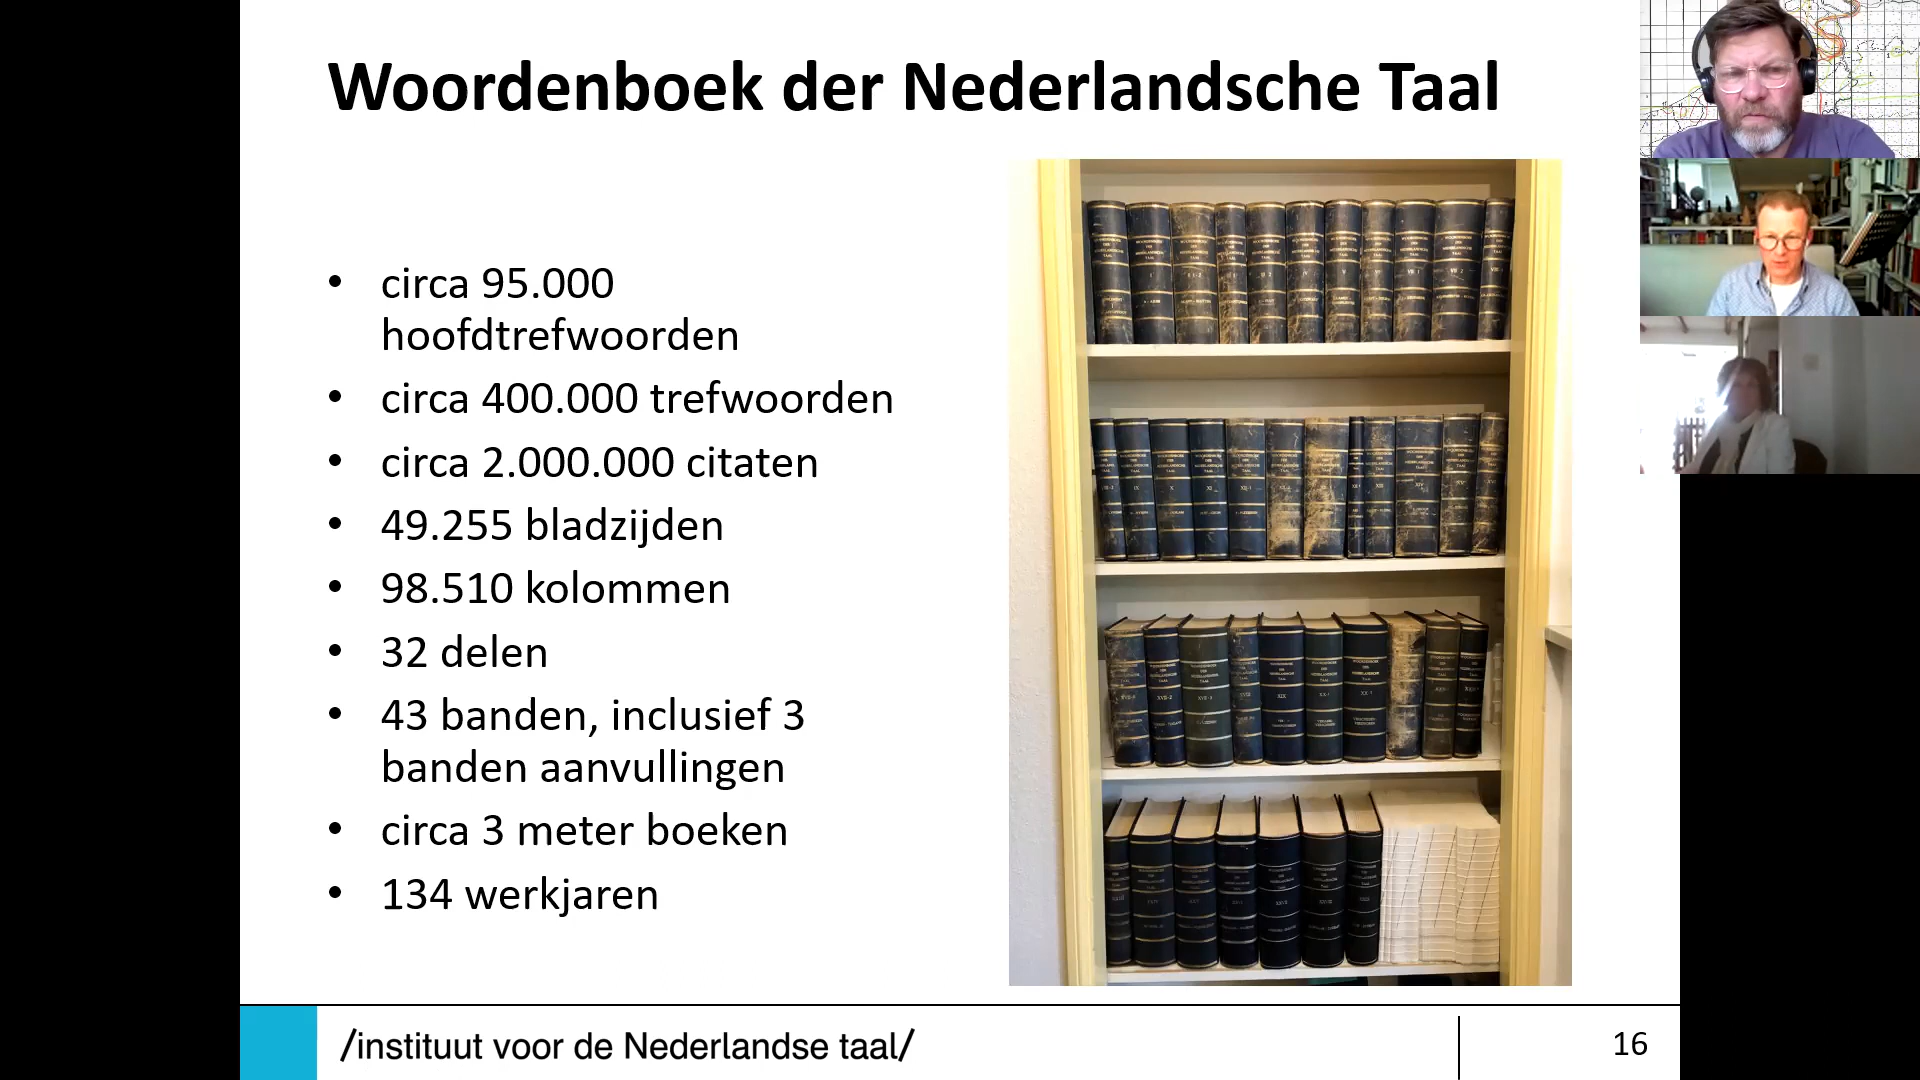 Woordenboek der Nederlandsche Taal
• circa 95.000
hoofdtrefwoorden
• circa 400.000 trefwoorden
• circa 2.000.000 citaten
• 49.255 bladzijden
• 98.510 kolommen
• 32 delen
• 43 banden, inclusief 3
banden aanvullingen
• circa 3 meter boeken
• 134 werkjaren
/instituut voor de Nederlandse taal/
16